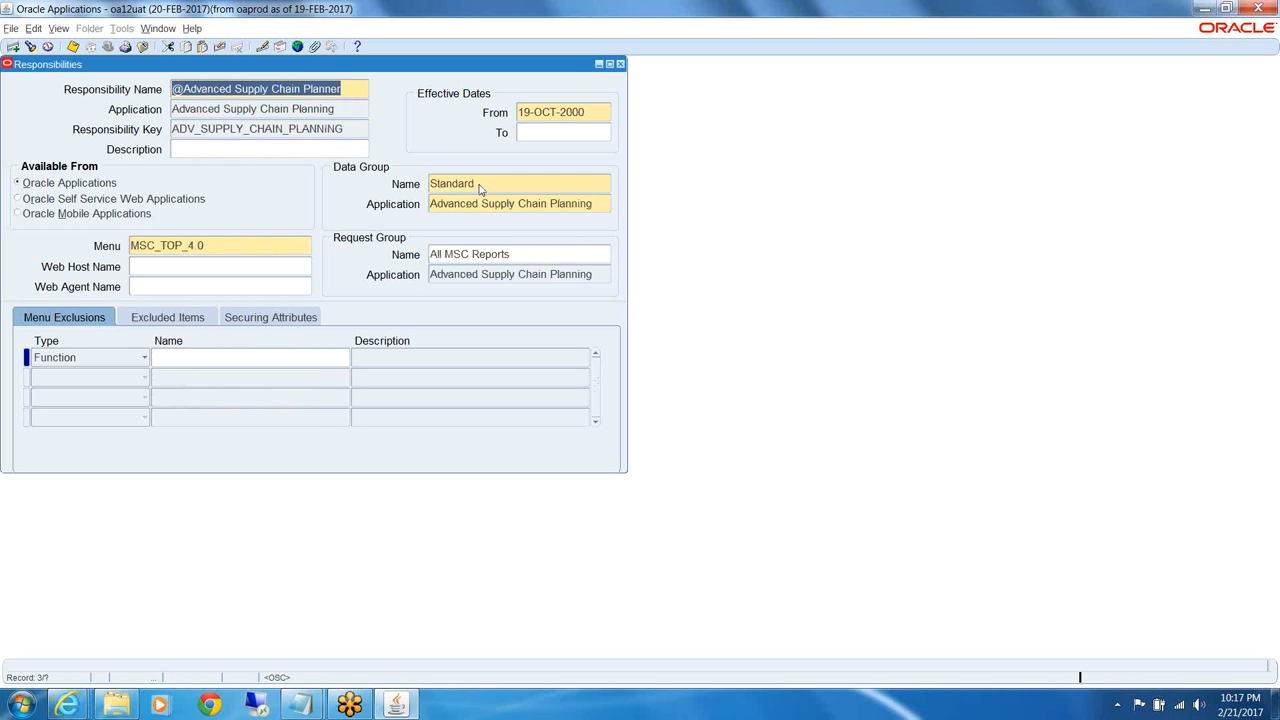 Oracle Applications - oa12uat (20-FEB-2017)(from oaprod as of 19-FEB-2017)
File Edit View Folder Tools Window Help
ORACLE
Responsibilities
Responsibility Name @Advanced Supply Chain Planner
Application Advanced Supply Chain Planning
Responsibility Key ADV_SUPPLY_CHAIN_PLANNING
Description
Effective Dates
From 19-OCT-2000
To
Available From
Oracle Applications
Oracle Self Service Web Applications
Oracle Mobile Applications
Data Group
Name Standard
Application Advanced Supply Chain Planning
Menu MSC_TOP_4.0
Web Host Name
Web Agent Name
Request Group
Name All MSC Reports
Application Advanced Supply Chain Planning
Menu Exclusions Excluded Items Securing Attributes
Type Name Description
Function
Record: 3/? ... <OSC>
10:17 PM
2/21/2017